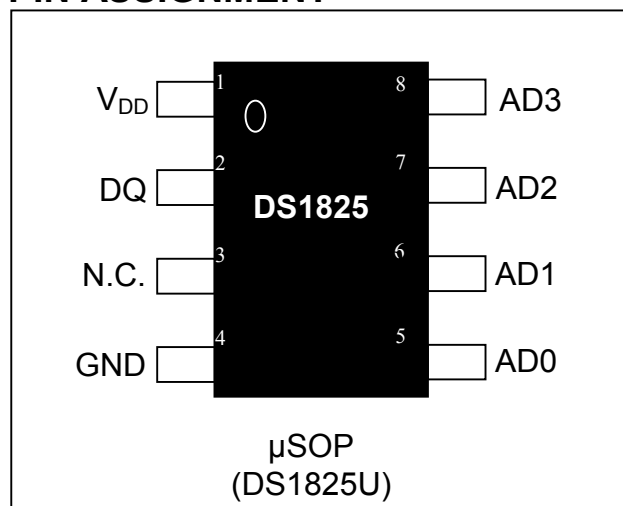 PIN ASSIGNMENT
V_DD 1 8 AD3
DQ 2 7 AD2
DS1825
N.C. 3 6 AD1
GND 4 5 AD0
µSOP
(DS1825U)